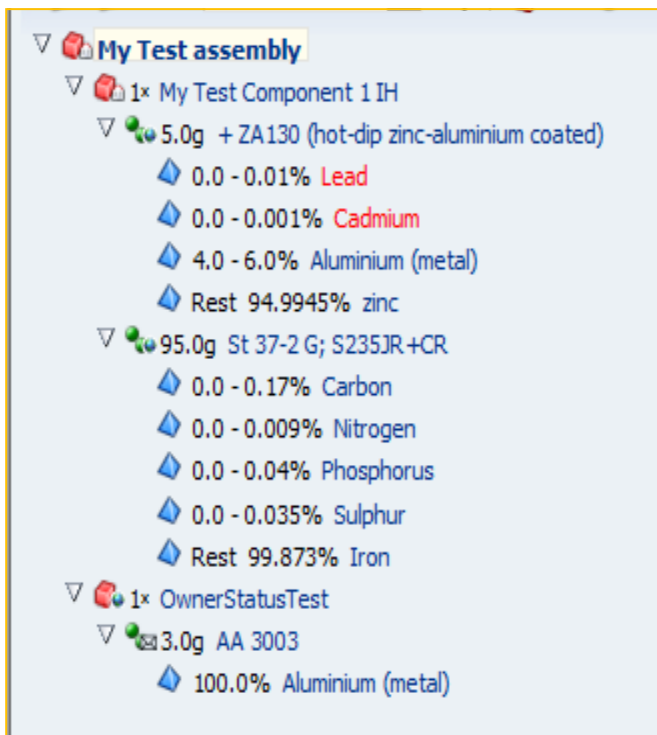 My Test assembly
1x My Test Component 1 IH
5.0g + ZA130 (hot-dip zinc-aluminium coated)
0.0 - 0.01% Lead
0.0 - 0.001% Cadmium
4.0 - 6.0% Aluminium (metal)
Rest 94.9945% zinc
95.0g St 37-2 G; S235JR+CR
0.0 - 0.17% Carbon
0.0 - 0.009% Nitrogen
0.0 - 0.04% Phosphorus
0.0 - 0.035% Sulphur
Rest 99.873% Iron
1x OwnerStatusTest
3.0g AA 3003
100.0% Aluminium (metal)